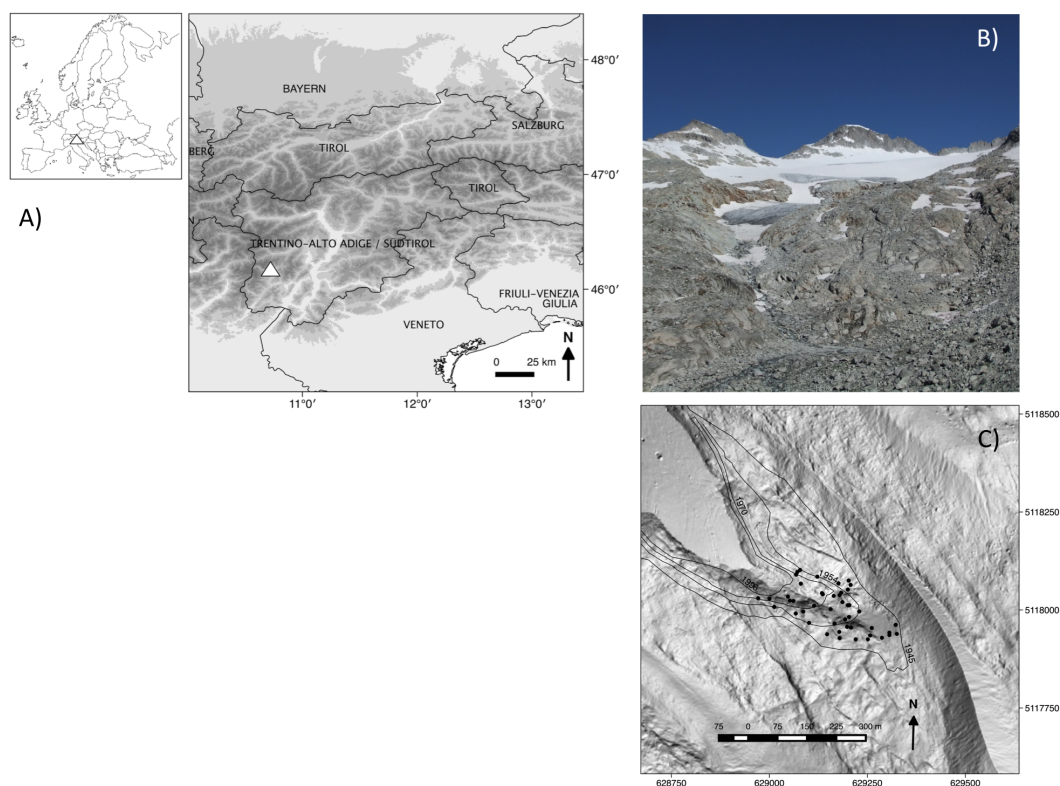 A)
BAYERN
SALZBURG
BERG
TIROL
TIROL
TRENTINO-ALTO ADIGE / SÜDTIROL
FRIULI-VENEZIA
GIULIA
VENETO
N
0 25 km
48°0′
47°0′
46°0′
11°0′ 12°0′ 13°0′
B)
C)
1970
1954
1945
N
75 0 75 150 225 300 m
5118500
5118250
5118000
5117750
628750 629000 629250 629500